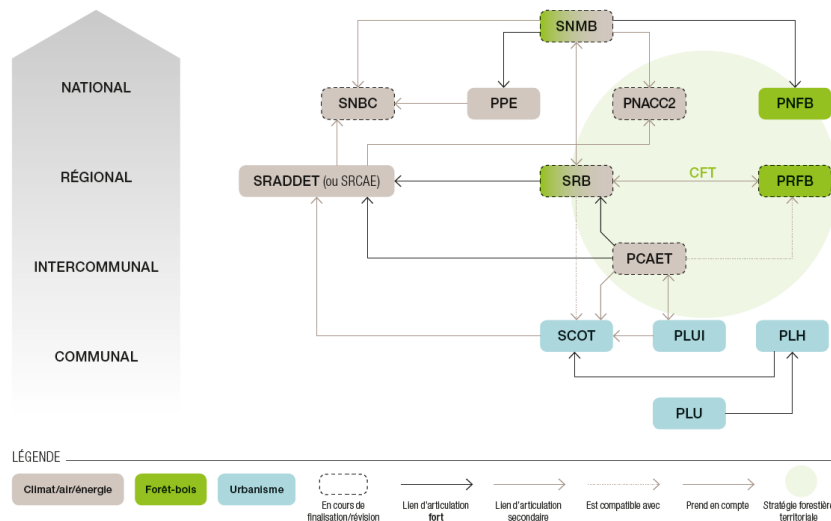 SNMB
NATIONAL
SNBC
PPE
PNACC2
PNFB
RÉGIONAL
SRADDET (ou SRCAE)
SRB
CFT
PRFB
INTERCOMMUNAL
PCAET
COMMUNAL
SCOT
PLUI
PLH
PLU
LÉGENDE
Climat/air/énergie
Forêt-bois
Urbanisme
En cours de
finalisation/révision
Lien d'articulation
fort
Lien d'articulation
secondaire
Est compatible avec
Prend en compte
Stratégie forestière
territoriale